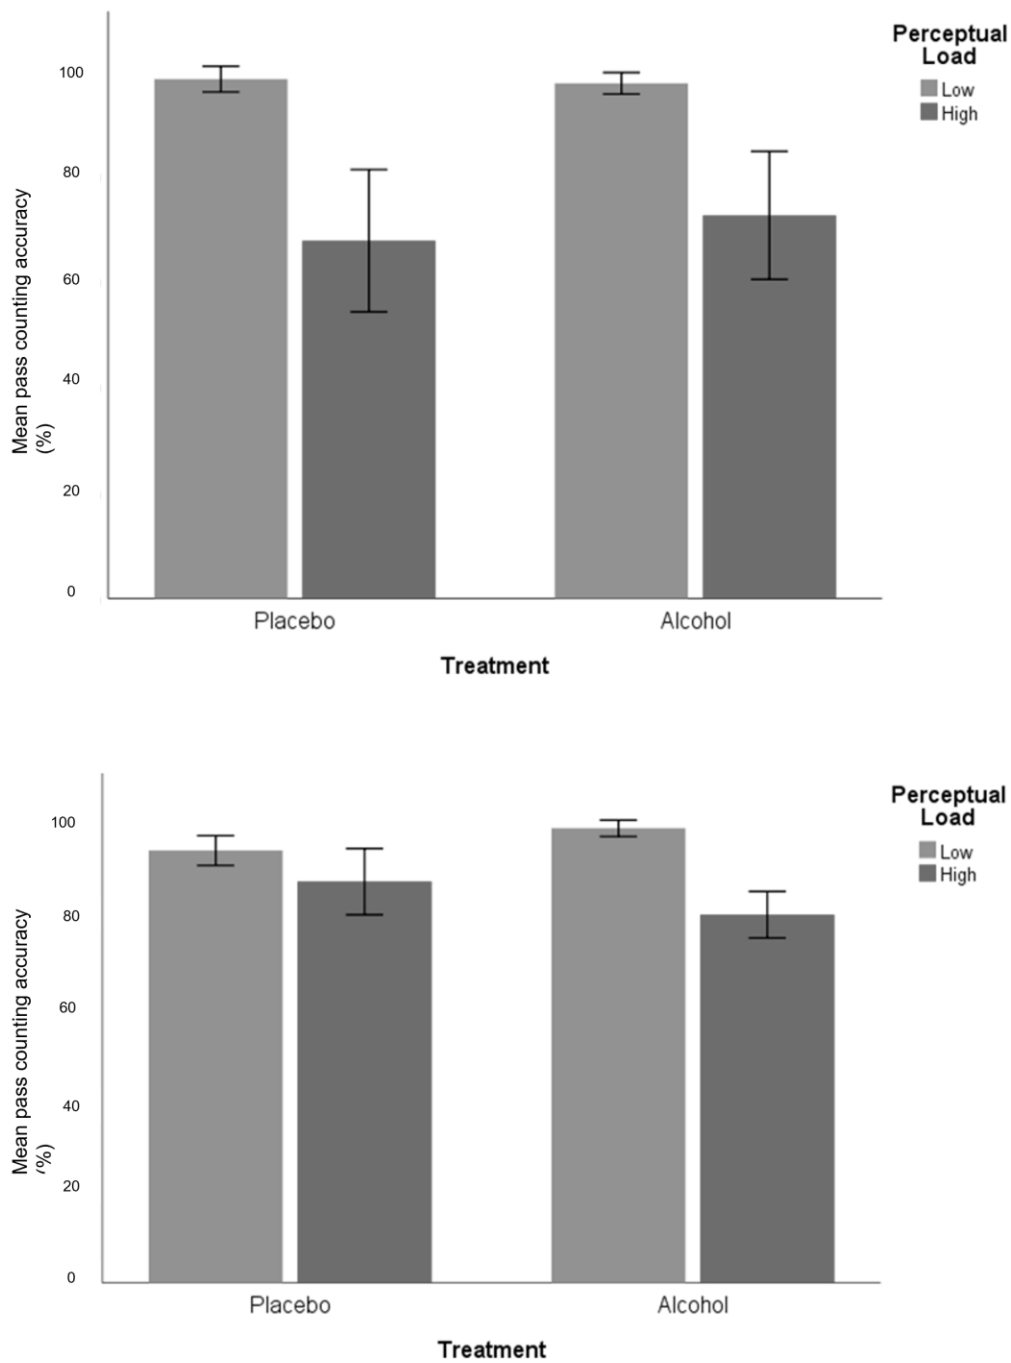 Perceptual
Load
Low
High
Mean pass counting accuracy
(%)
100
80
60
40
20
0
Placebo
Alcohol
Treatment
Perceptual
Load
Low
High
Mean pass counting accuracy
(%)
100
80
60
40
20
0
Placebo
Alcohol
Treatment